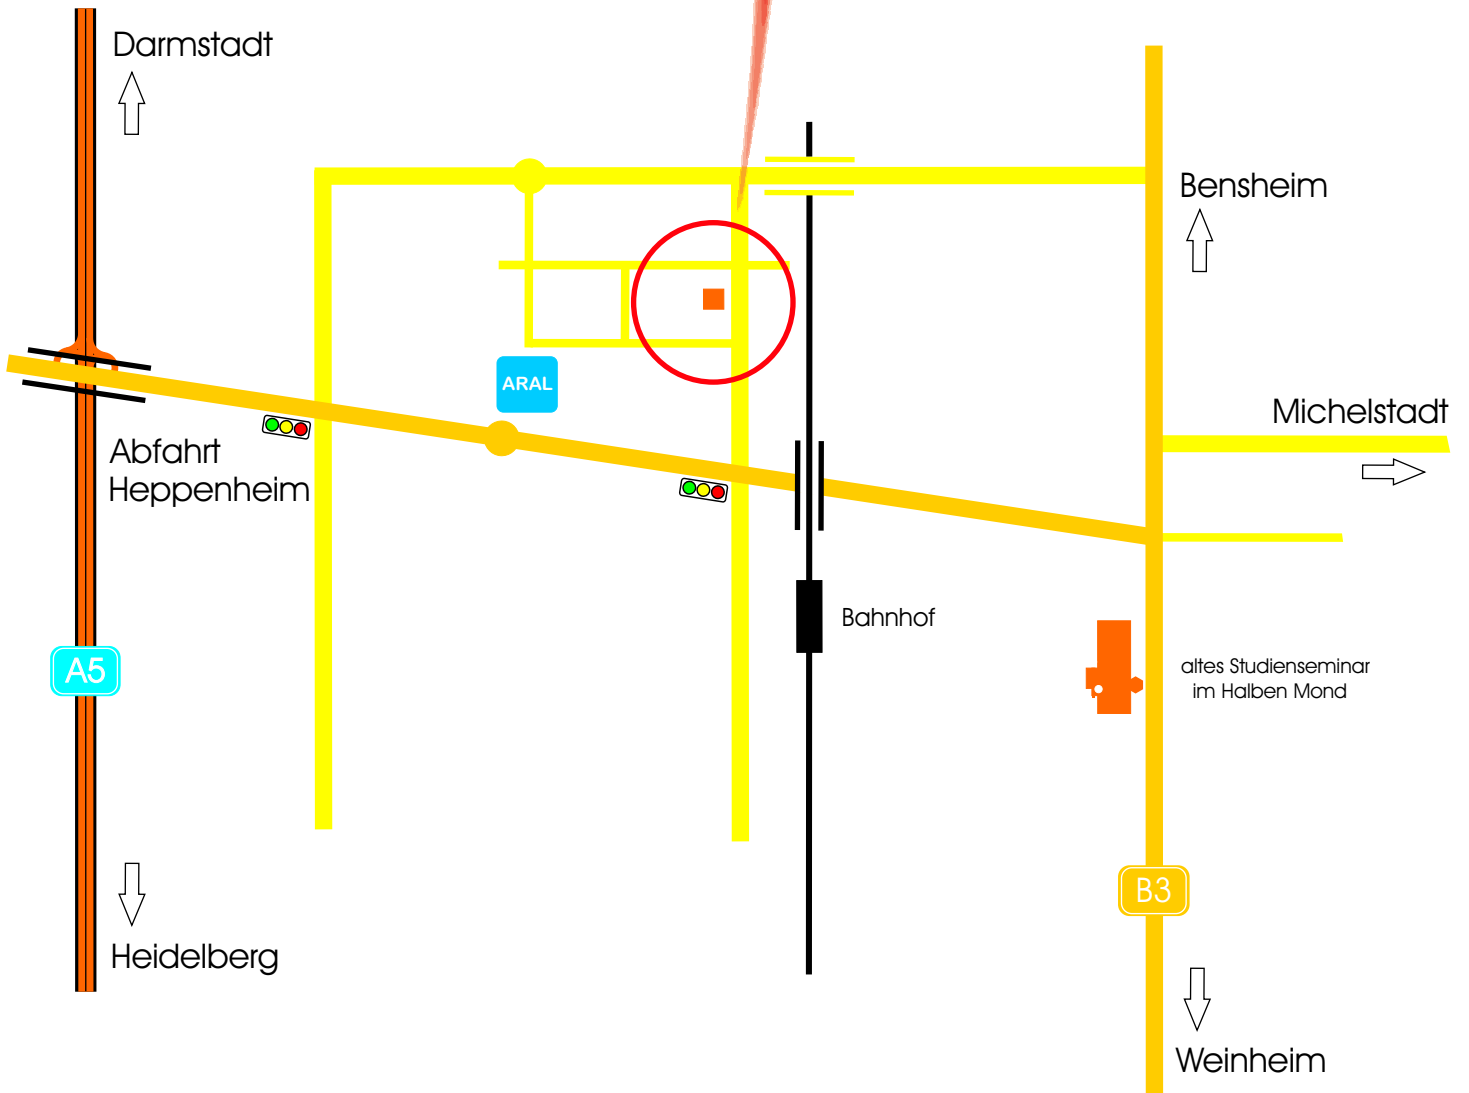 Darmstadt
Bensheim
ARAL
Michelstadt
Abfahrt
Heppenheim
Bahnhof
A5
altes Studienseminar
im Halben Mond
B3
Heidelberg
Weinheim